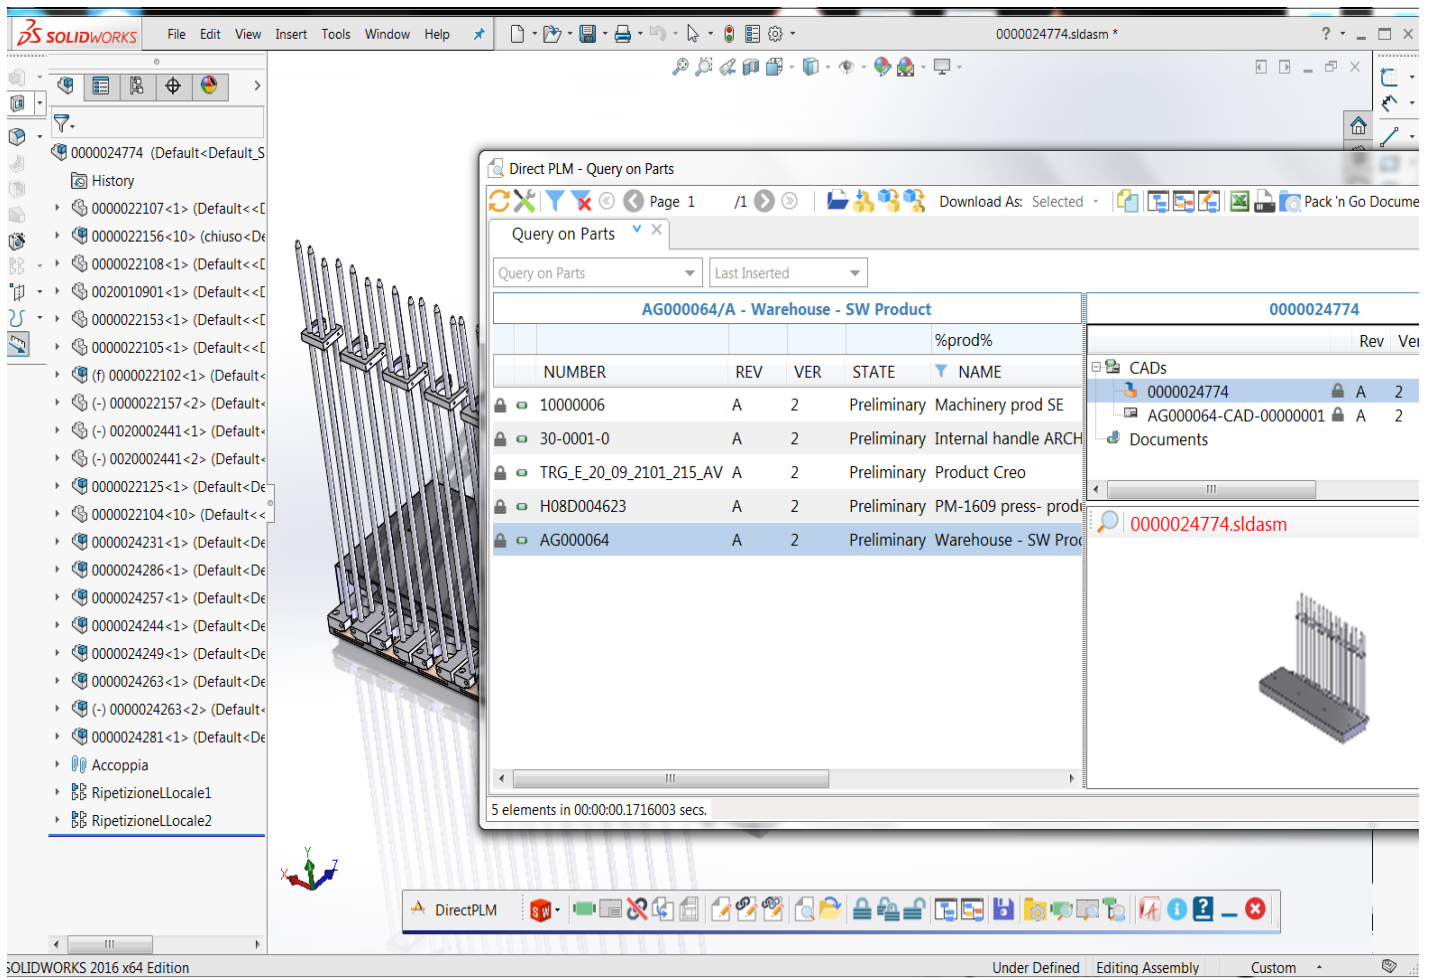 SOLIDWORKS File Edit View Insert Tools Window Help 0000024774.sldasm * ?
0000024774 (Default<Default_S
History
0000022107<1> (Default<<D
0000022156<10> (chiuso<De
0000022108<1> (Default<<D
0020010901<1> (Default<<D
0000022153<1> (Default<<D
0000022105<1> (Default<<D
(f) 0000022102<1> (Default<
(-) 0000022157<2> (Default<
(-) 0020002441<1> (Default<
(-) 0020002441<2> (Default<
0000022125<1> (Default<De
0000022104<10> (Default<<
0000024231<1> (Default<De
0000024286<1> (Default<De
0000024257<1> (Default<De
0000024244<1> (Default<De
0000024249<1> (Default<De
0000024263<1> (Default<De
(-) 0000024263<2> (Default<
0000024281<1> (Default<De
Accoppia
RipetizioneLLocale1
RipetizioneLLocale2
Direct PLM - Query on Parts
Page 1 /1 Download As: Selected Pack 'n Go Docume
Query on Parts
Query on Parts Last Inserted
AG000064/A - Warehouse - SW Product
%prod%
NUMBER REV VER STATE NAME
10000006 A 2 Preliminary Machinery prod SE
30-0001-0 A 2 Preliminary Internal handle ARCH
TRG_E_20_09_2101_215_AV A 2 Preliminary Product Creo
H08D004623 A 2 Preliminary PM-1609 press- produ
AG000064 A 2 Preliminary Warehouse - SW Prod
5 elements in 00:00:00.1716003 secs.
0000024774
Rev Ver
CADs
0000024774 A 2
AG000064-CAD-00000001 A 2
Documents
0000024774.sldasm
Y
X Z
DirectPLM SW
SOLIDWORKS 2016 x64 Edition Under Defined Editing Assembly Custom